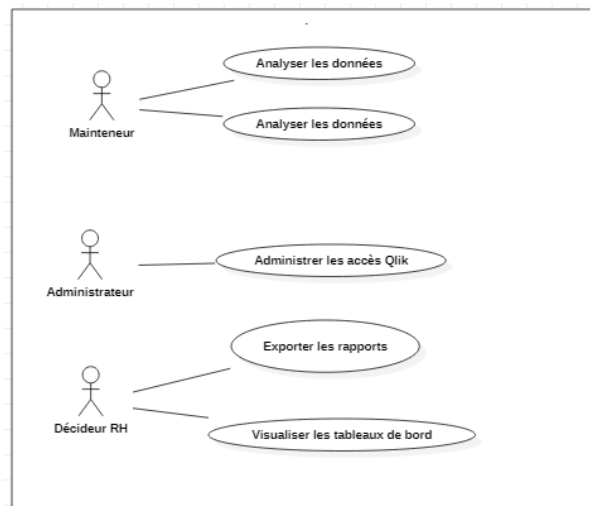 Analyser les données
Mainteneur
Analyser les données
Administrer les accès Qlik
Administrateur
Exporter les rapports
Décideur RH
Visualiser les tableaux de bord